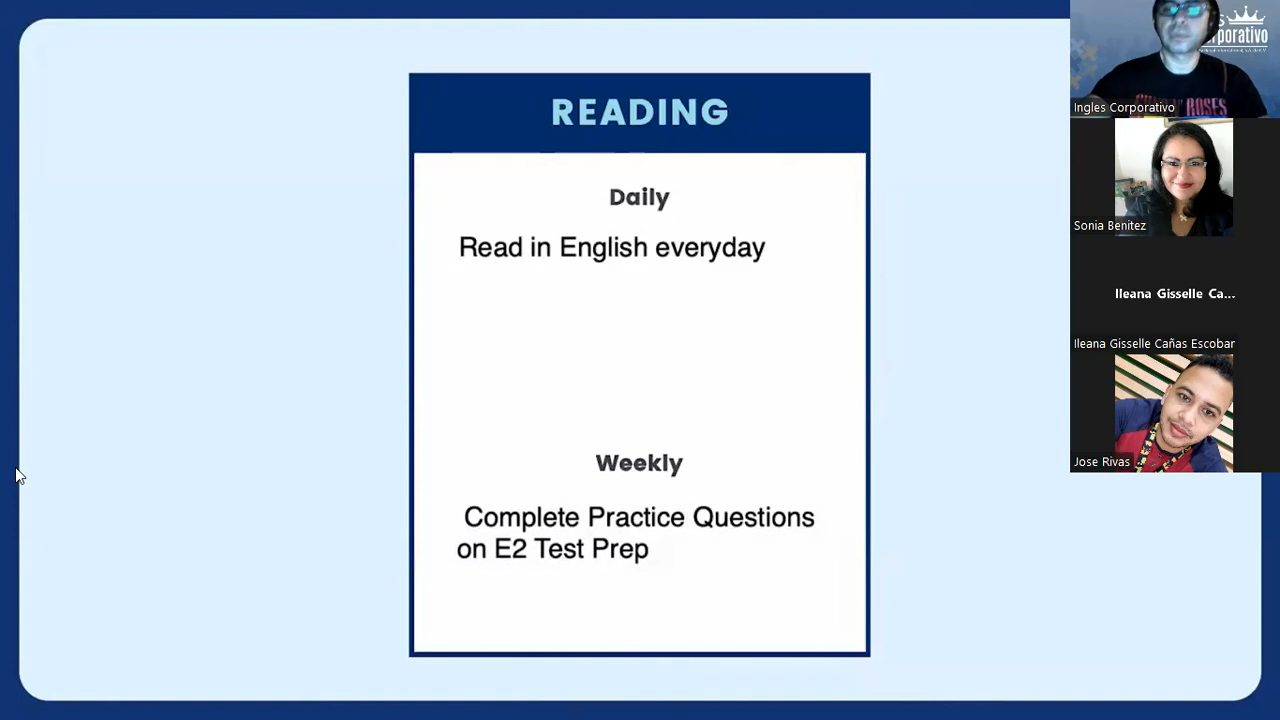 READING
Daily
Read in English everyday
Weekly
Complete Practice Questions
on E2 Test Prep
Ingles Corporativo
Sonia Benitez
Ileana Gisselle Ca...
Ileana Gisselle Cañas Escobar
Jose Rivas
ROSES